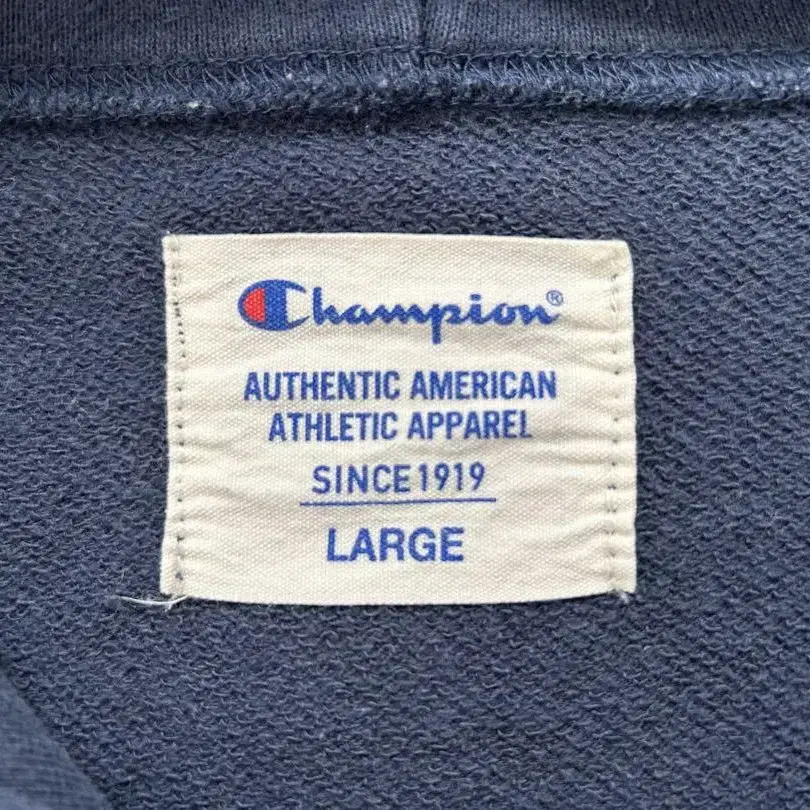 Champion®
AUTHENTIC AMERICAN
ATHLETIC APPAREL
SINCE 1919
LARGE